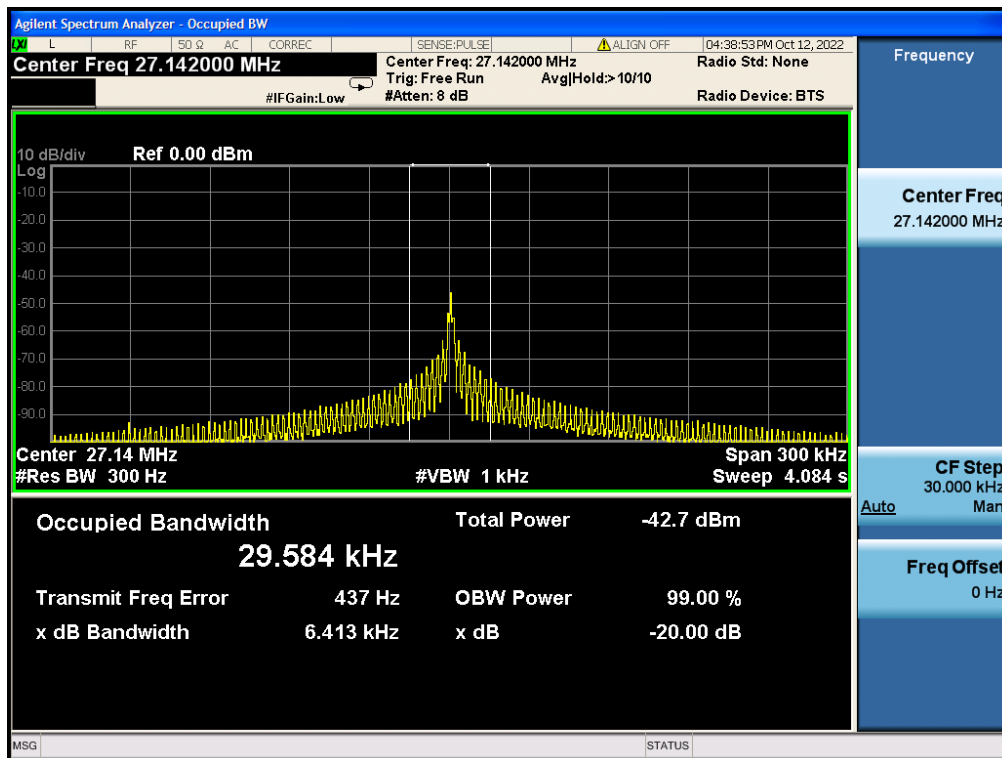 Agilent Spectrum Analyzer - Occupied BW
LXI L RF 50 Ω AC CORREC SENSE:PULSE ALIGN OFF 04:38:53 PM Oct 12, 2022
Center Freq 27.142000 MHz
Center Freq: 27.142000 MHz
Radio Std: None
Trig: Free Run Avg|Hold:>10/10
#IFGain:Low
#Atten: 8 dB
Radio Device: BTS
10 dB/div Ref 0.00 dBm
Log
-10.0
-20.0
-30.0
-40.0
-50.0
-60.0
-70.0
-80.0
-90.0
Center 27.14 MHz Span 300 kHz
#Res BW 300 Hz #VBW 1 kHz Sweep 4.084 s
Occupied Bandwidth Total Power -42.7 dBm
29.584 kHz
Transmit Freq Error 437 Hz OBW Power 99.00 %
x dB Bandwidth 6.413 kHz x dB -20.00 dB
MSG STATUS
Frequency
Center Freq
27.142000 MHz
CF Step
30.000 kHz
Auto Man
Freq Offset
0 Hz